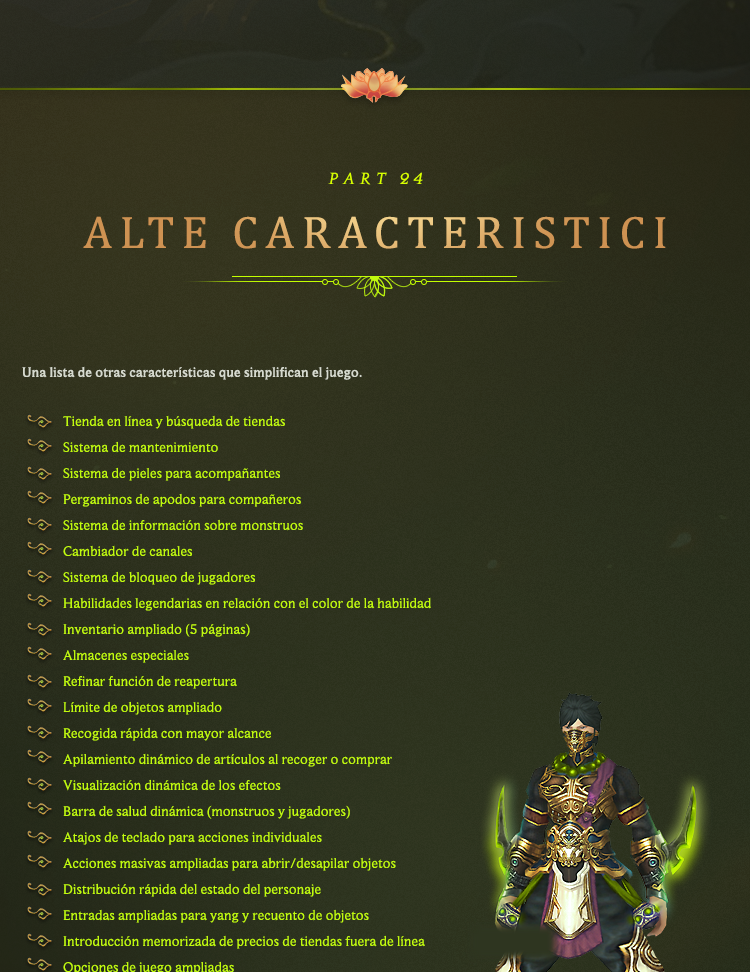 PART 24
ALTE CARACTERISTICI
Una lista de otras características que simplifican el juego.
Tienda en línea y búsqueda de tiendas
Sistema de mantenimiento
Sistema de pieles para acompañantes
Pergaminos de apodos para compañeros
Sistema de información sobre monstruos
Cambiador de canales
Sistema de bloqueo de jugadores
Habilidades legendarias en relación con el color de la habilidad
Inventario ampliado (5 páginas)
Almacenes especiales
Refinar función de reapertura
Límite de objetos ampliado
Recogida rápida con mayor alcance
Apilamiento dinámico de artículos al recoger o comprar
Visualización dinámica de los efectos
Barra de salud dinámica (monstruos y jugadores)
Atajos de teclado para acciones individuales
Acciones masivas ampliadas para abrir/desapilar objetos
Distribución rápida del estado del personaje
Entradas ampliadas para yang y recuento de objetos
Introducción memorizada de precios de tiendas fuera de línea
Opciones de juego ampliadas